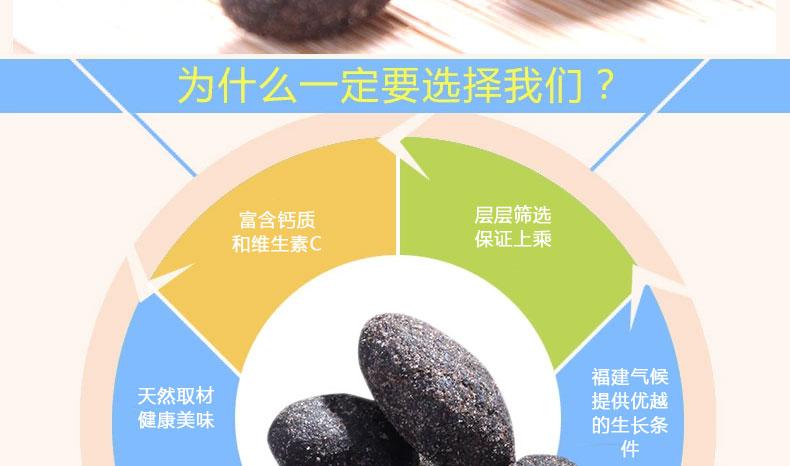 为什么一定要选择我们？
富含钙质
和维生素C
层层筛选
保证上乘
天然取材
健康美味
福建气候
提供优越
的生长条
件